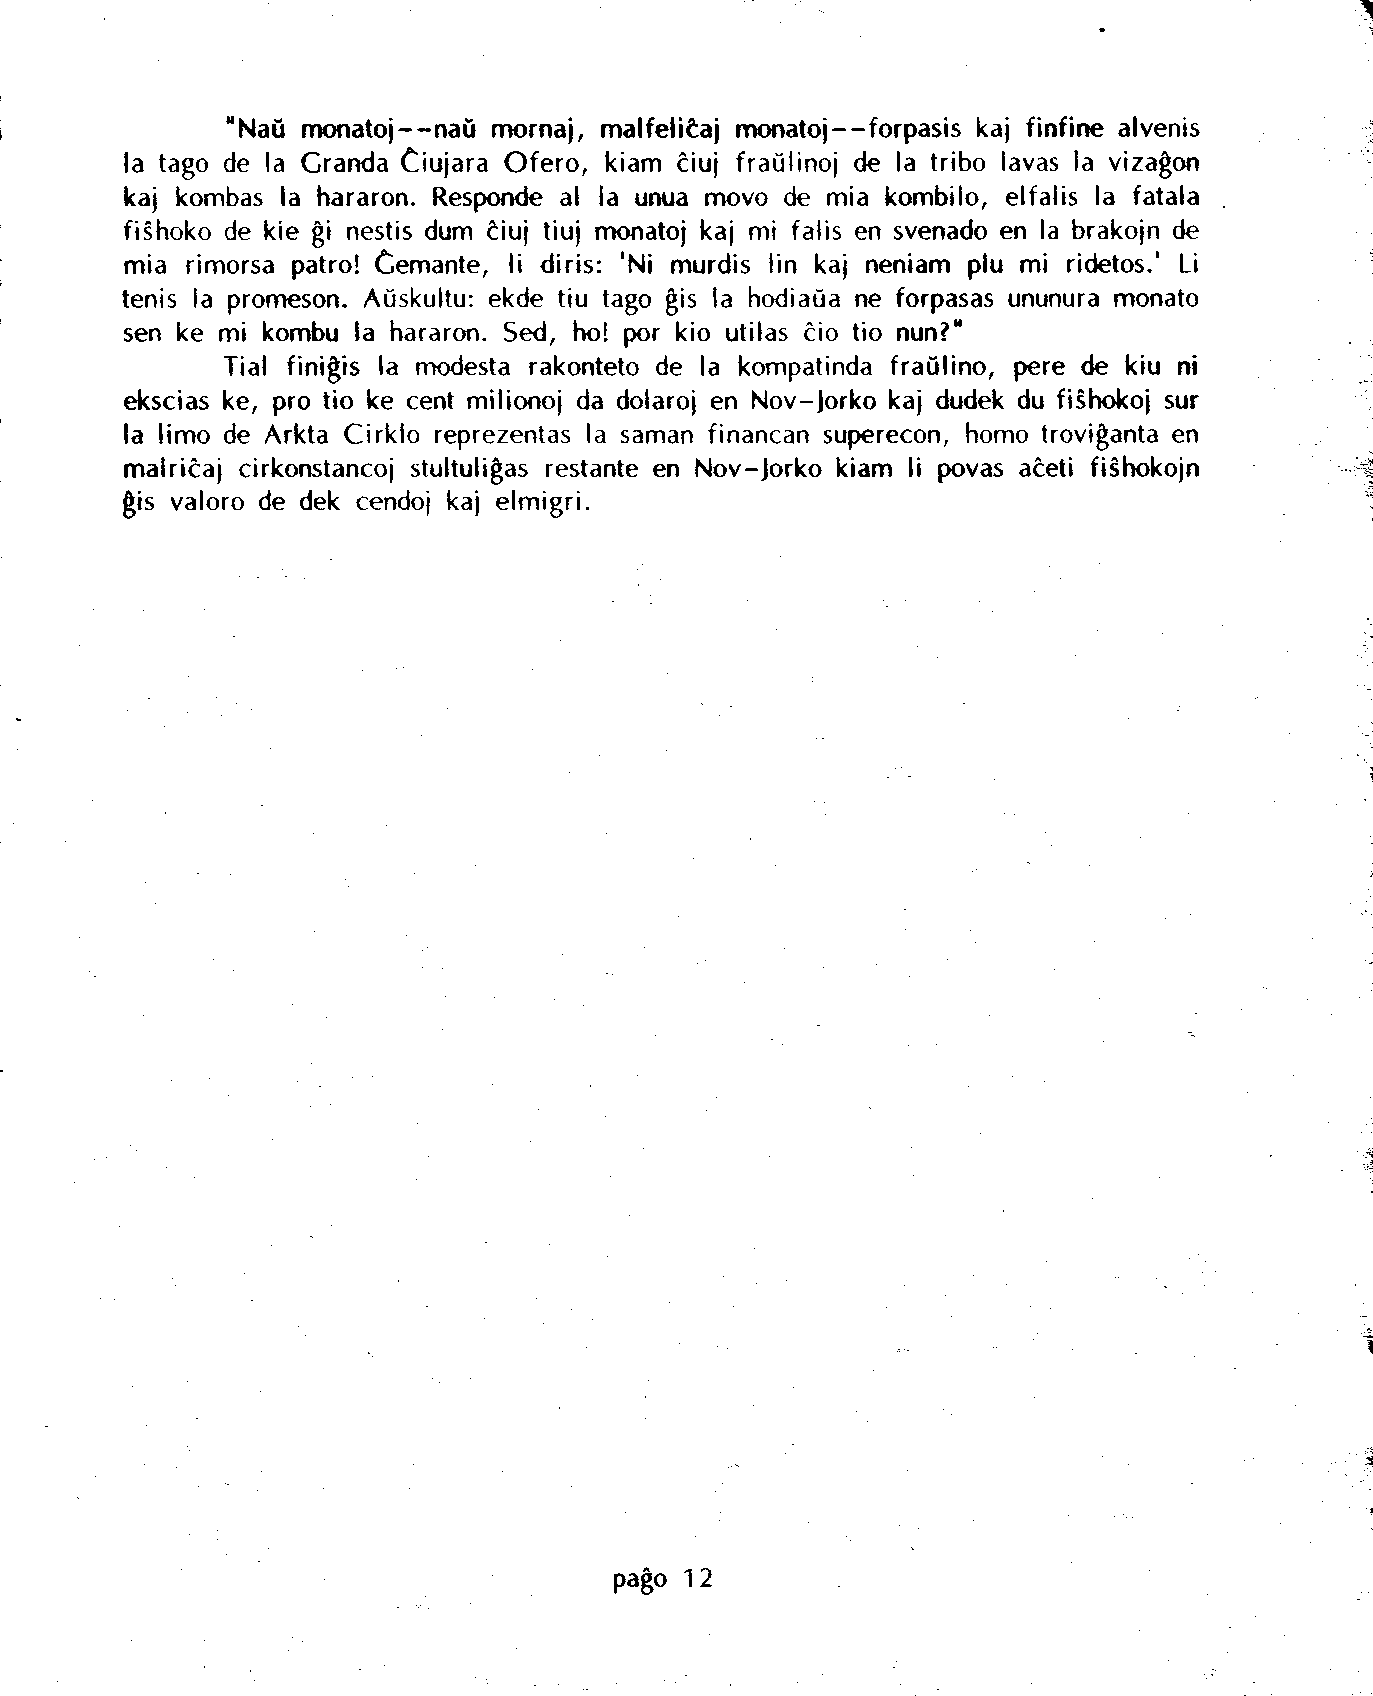 "Naŭ monatoj--naŭ mornaj, malfeliĉaj monatoj--forpasis kaj finfine alvenis
la tago de la Granda Ĉiujara Ofero, kiam ĉiuj fraŭlinoj de la tribo lavas la vizaĝon
kaj kombas la hararon. Responde al la unua movo de mia kombilo, elfalis la fatala
fiŝhoko de kie ĝi nestis dum ĉiuj tiuj monatoj kaj mi falis en svenado en la brakojn de
mia rimorsa patro! Ĝemante, li diris: 'Ni murdis lin kaj neniam plu mi ridetos.' Li
tenis la promeson. Aŭskultu: ekde tiu tago ĝis la hodiaŭa ne forpasas ununura monato
sen ke mi kombu la hararon. Sed, ho! por kio utilas ĉio tio nun?"
Tial finiĝis la modesta rakonteto de la kompatinda fraŭlino, pere de kiu ni
ekscias ke, pro tio ke cent milionoj da dolaroj en Nov-Jorko kaj dudek du fiŝhokoj sur
la limo de Arkta Cirklo reprezentas la saman financan superecon, homo troviĝanta en
malriĉaj cirkonstancoj stultuliĝas restante en Nov-Jorko kiam li povas aĉeti fiŝhokojn
ĝis valoro de dek cendoj kaj elmigri.
paĝo 12